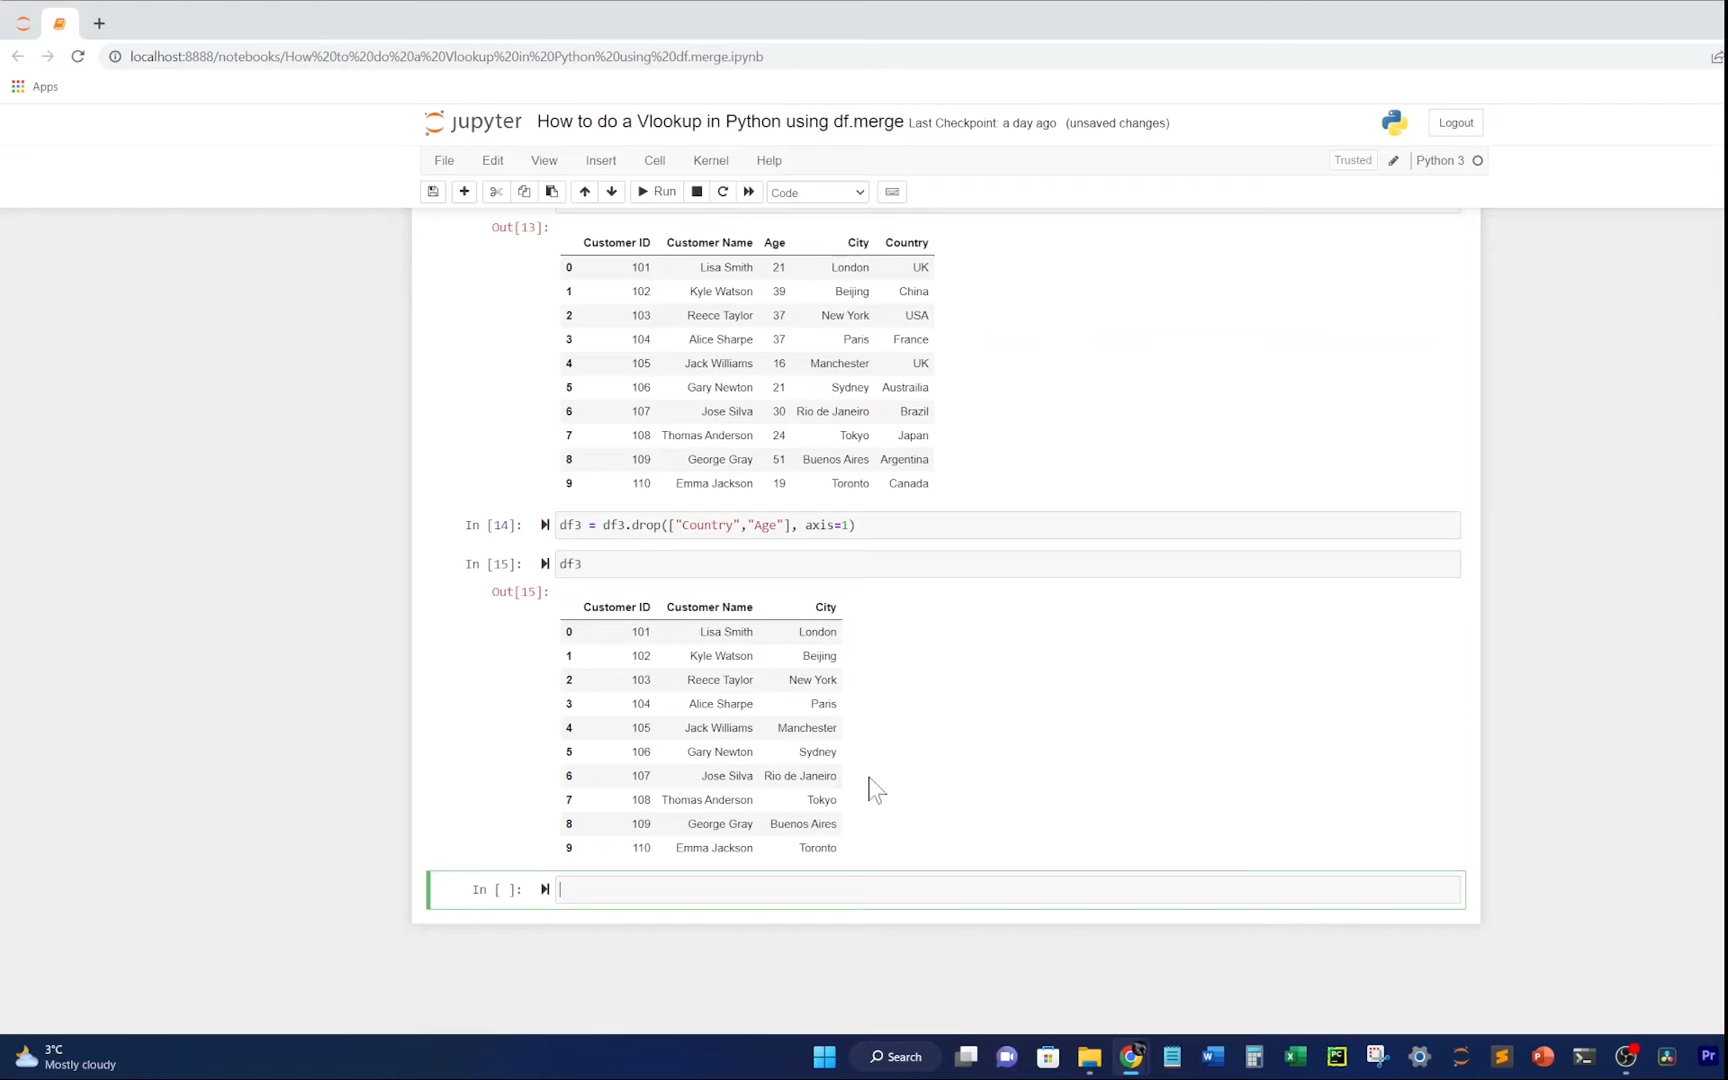 localhost:8888/notebooks/How%20to%20do%20a%20Vlookup%20in%20Python%20using%20df.merge.ipynb
Apps
jupyter How to do a Vlookup in Python using df.merge Last Checkpoint: a day ago (unsaved changes) Logout
File Edit View Insert Cell Kernel Help Trusted Python 3
Run Code
Out[13]:
Customer ID Customer Name Age City Country
0 101 Lisa Smith 21 London UK
1 102 Kyle Watson 39 Beijing China
2 103 Reece Taylor 37 New York USA
3 104 Alice Sharpe 37 Paris France
4 105 Jack Williams 16 Manchester UK
5 106 Gary Newton 21 Sydney Austrailia
6 107 Jose Silva 30 Rio de Janeiro Brazil
7 108 Thomas Anderson 24 Tokyo Japan
8 109 George Gray 51 Buenos Aires Argentina
9 110 Emma Jackson 19 Toronto Canada
In [14]: df3 = df3.drop(["Country","Age"], axis=1)
In [15]: df3
Out[15]:
Customer ID Customer Name City
0 101 Lisa Smith London
1 102 Kyle Watson Beijing
2 103 Reece Taylor New York
3 104 Alice Sharpe Paris
4 105 Jack Williams Manchester
5 106 Gary Newton Sydney
6 107 Jose Silva Rio de Janeiro
7 108 Thomas Anderson Tokyo
8 109 George Gray Buenos Aires
9 110 Emma Jackson Toronto
In [ ]:
3°C
Mostly cloudy
Search
PC
Pr